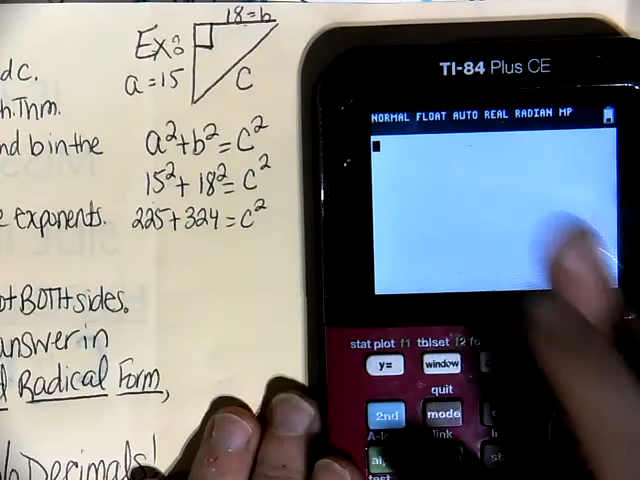 18=b
Ex:
a=15
C
d C.
h.Thm.
nd b in the
a²+b²=C²
15²+18²=C²
e exponents.
225+324=C²
ot BOTH sides.
answer in
Radical Form,
Decimals!
TI-84 Plus CE
NORMAL FLOAT AUTO REAL RADIAN MP
stat plot f1 tblset f2
y= window
quit
2nd mode
link
test